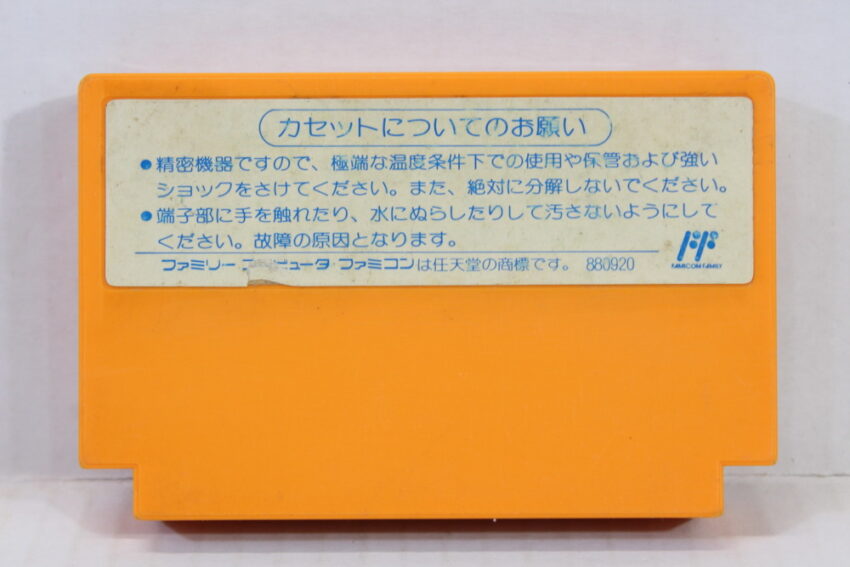 カセットについてのお願い
●精密機器ですので、極端な温度条件下での使用や保管および強い
ショックをさけてください。また、絶対に分解しないでください。
●端子部に手を触れたり、水にぬらしたりして汚さないようにして
ください。故障の原因となります。
ファミリー ュータ・ファミコンは任天堂の商標です。 880920
FAMICOM FAMILY